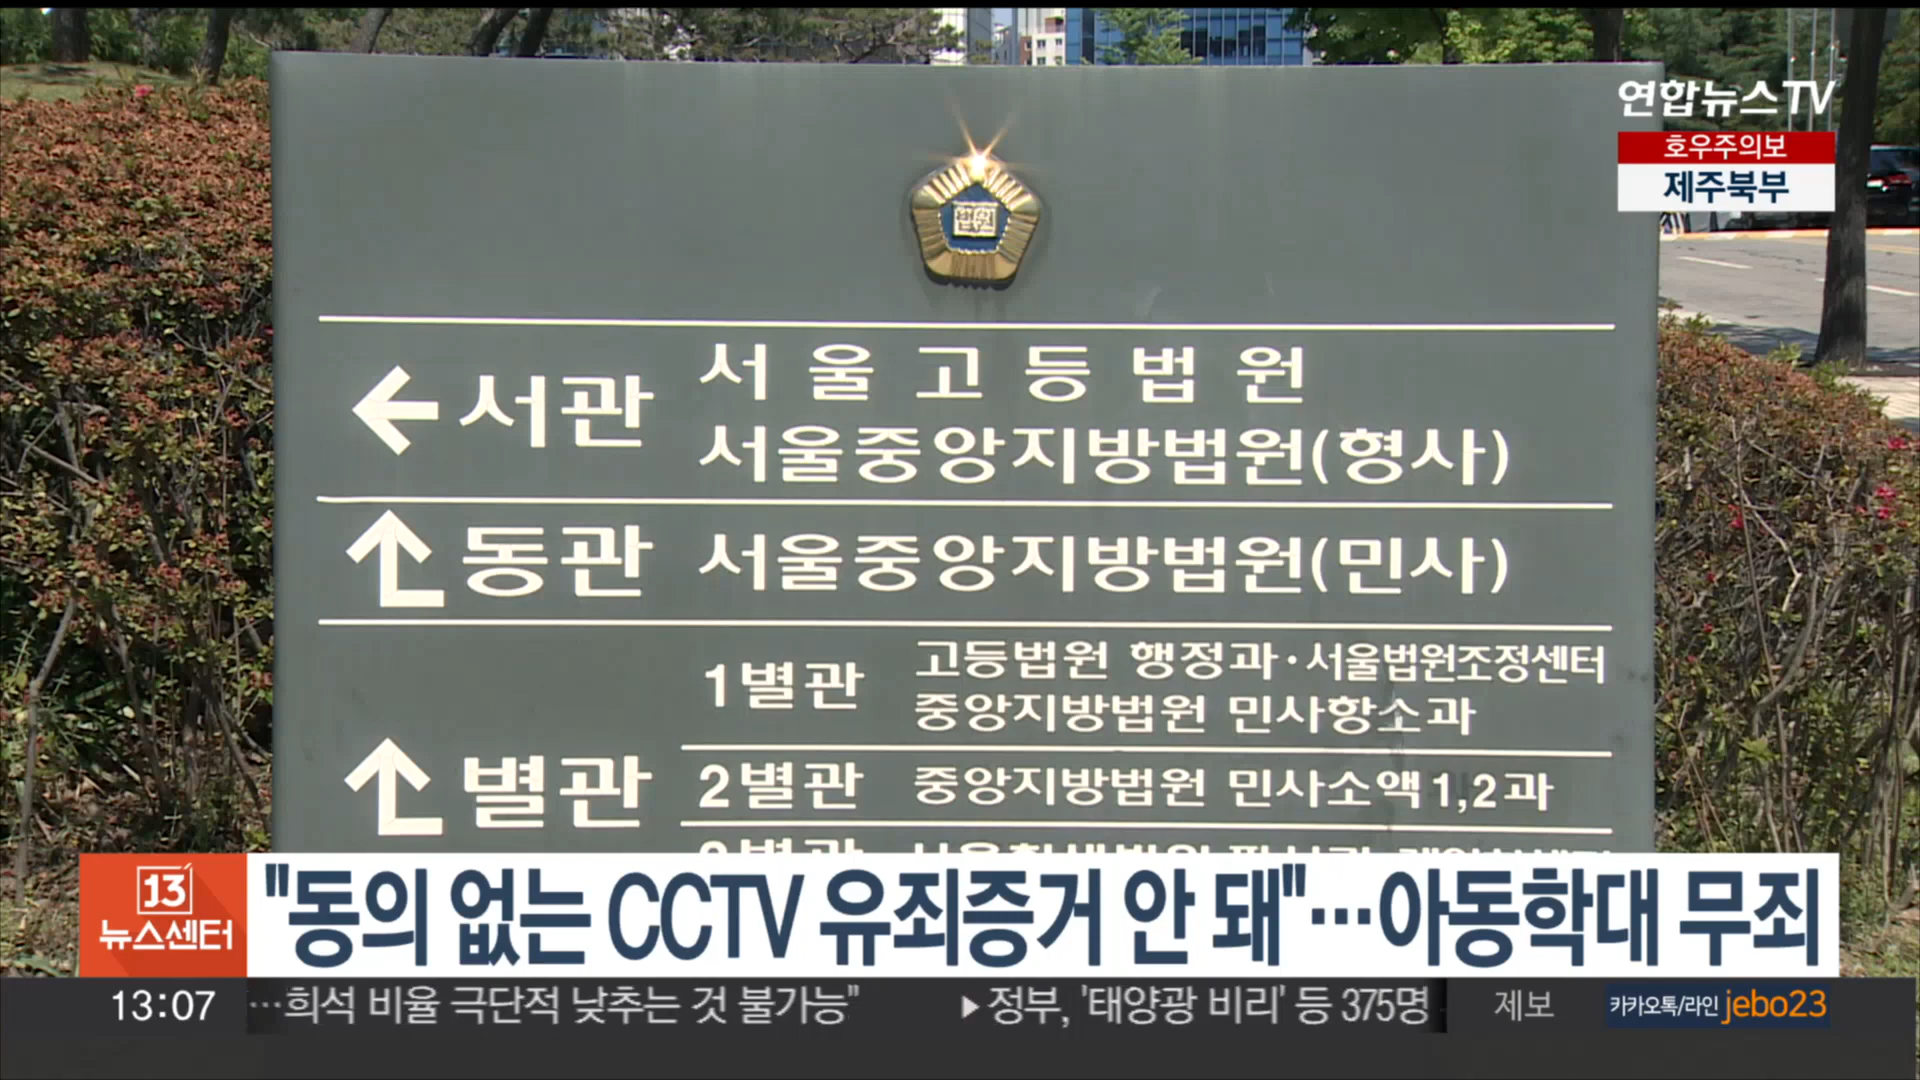 연합뉴스TV
호우주의보
제주북부
법원
서관 서울고등법원
서울중앙지방법원(형사)
동관 서울중앙지방법원(민사)
1별관 고등법원 행정과·서울법원조정센터
중앙지방법원 민사항소과
별관 2별관 중앙지방법원 민사소액1,2과
13 뉴스센터
"동의 없는 CCTV 유죄증거 안 돼"…아동학대 무죄
13:07 …희석 비율 극단적 낮추는 것 불가능" ▶정부, '태양광 비리' 등 375명 제보 카카오톡/라인 jebo23